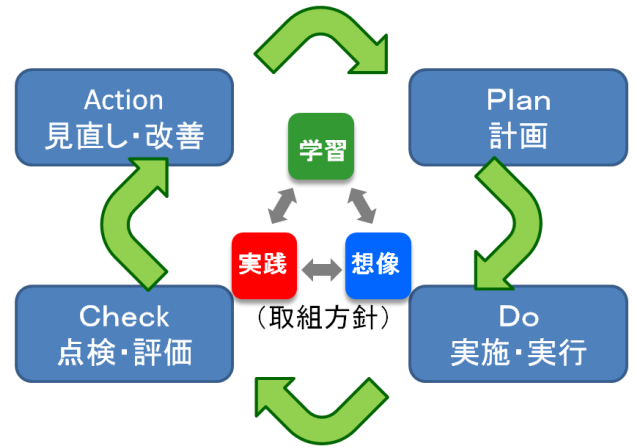 Action
見直し・改善
Plan
計画
学習
実践
想像
(取組方針)
Check
点検・評価
Do
実施・実行